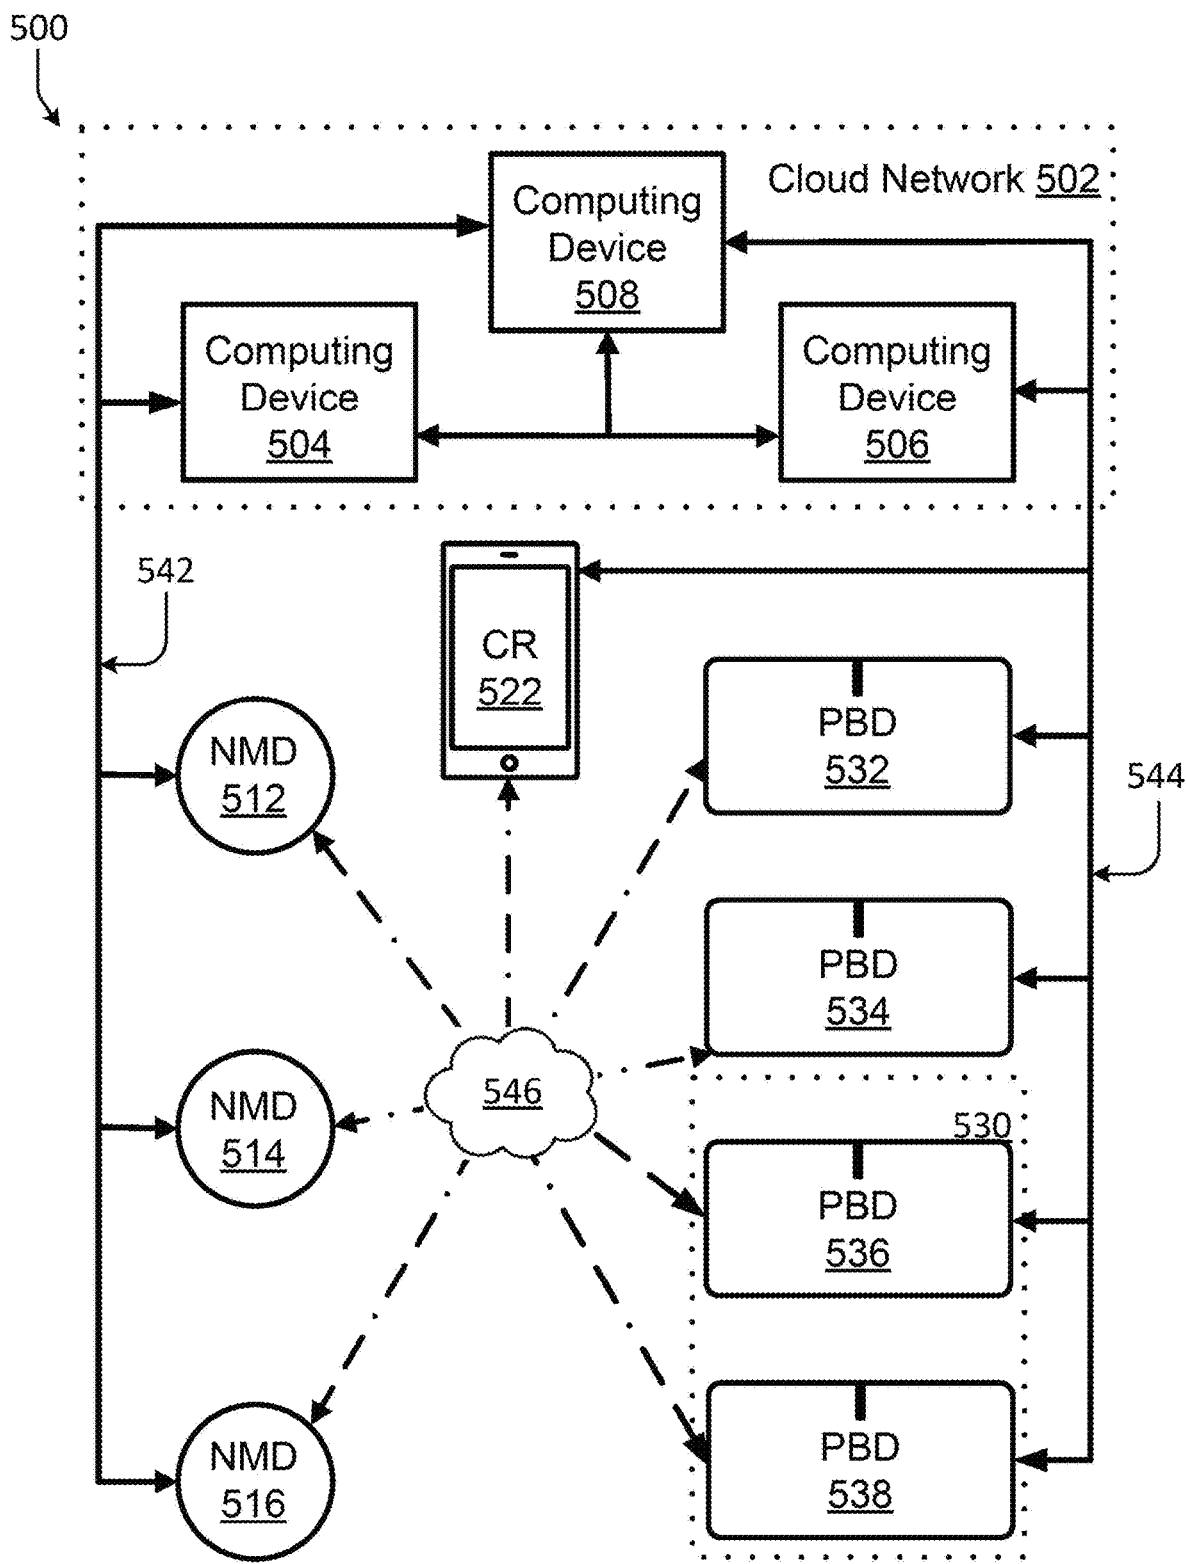 500
Cloud Network 502
Computing
Device
508
Computing
Device
504
Computing
Device
506
542
CR
522
NMD
512
PBD
532
544
PBD
534
546
NMD
514
530
PBD
536
NMD
516
PBD
538